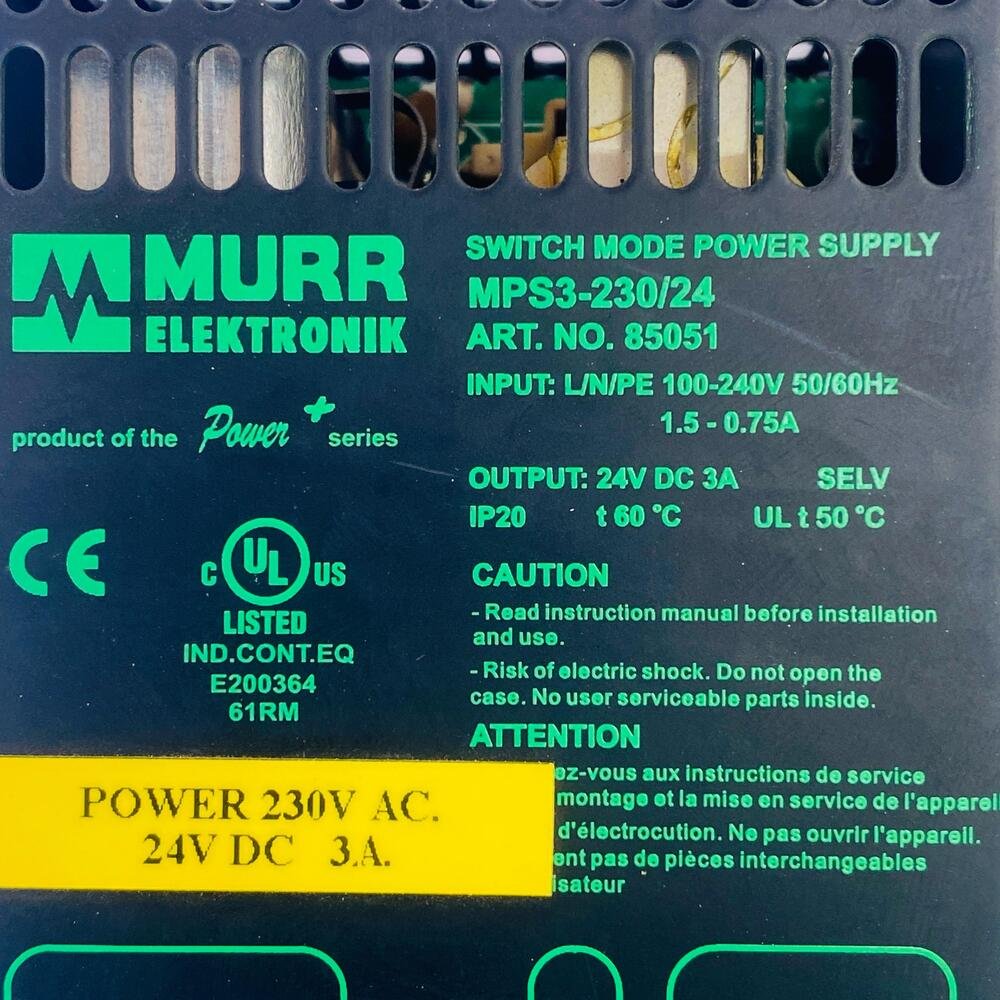 MURR
ELEKTRONIK
product of the Power+ series
SWITCH MODE POWER SUPPLY
MPS3-230/24
ART. NO. 85051
INPUT: L/N/PE 100-240V 50/60Hz
1.5 - 0.75A
OUTPUT: 24V DC 3A SELV
IP20 t 60 °C UL t 50 °C
CE
C UL US
LISTED
IND.CONT.EQ
E200364
61RM
CAUTION
- Read instruction manual before installation
and use.
- Risk of electric shock. Do not open the
case. No user serviceable parts inside.
ATTENTION
ez-vous aux instructions de service
montage et la mise en service de l'appareil
d'électrocution. Ne pas ouvrir l'appareil.
ent pas de pièces interchangeables
isateur
POWER 230V AC.
24V DC 3.A.